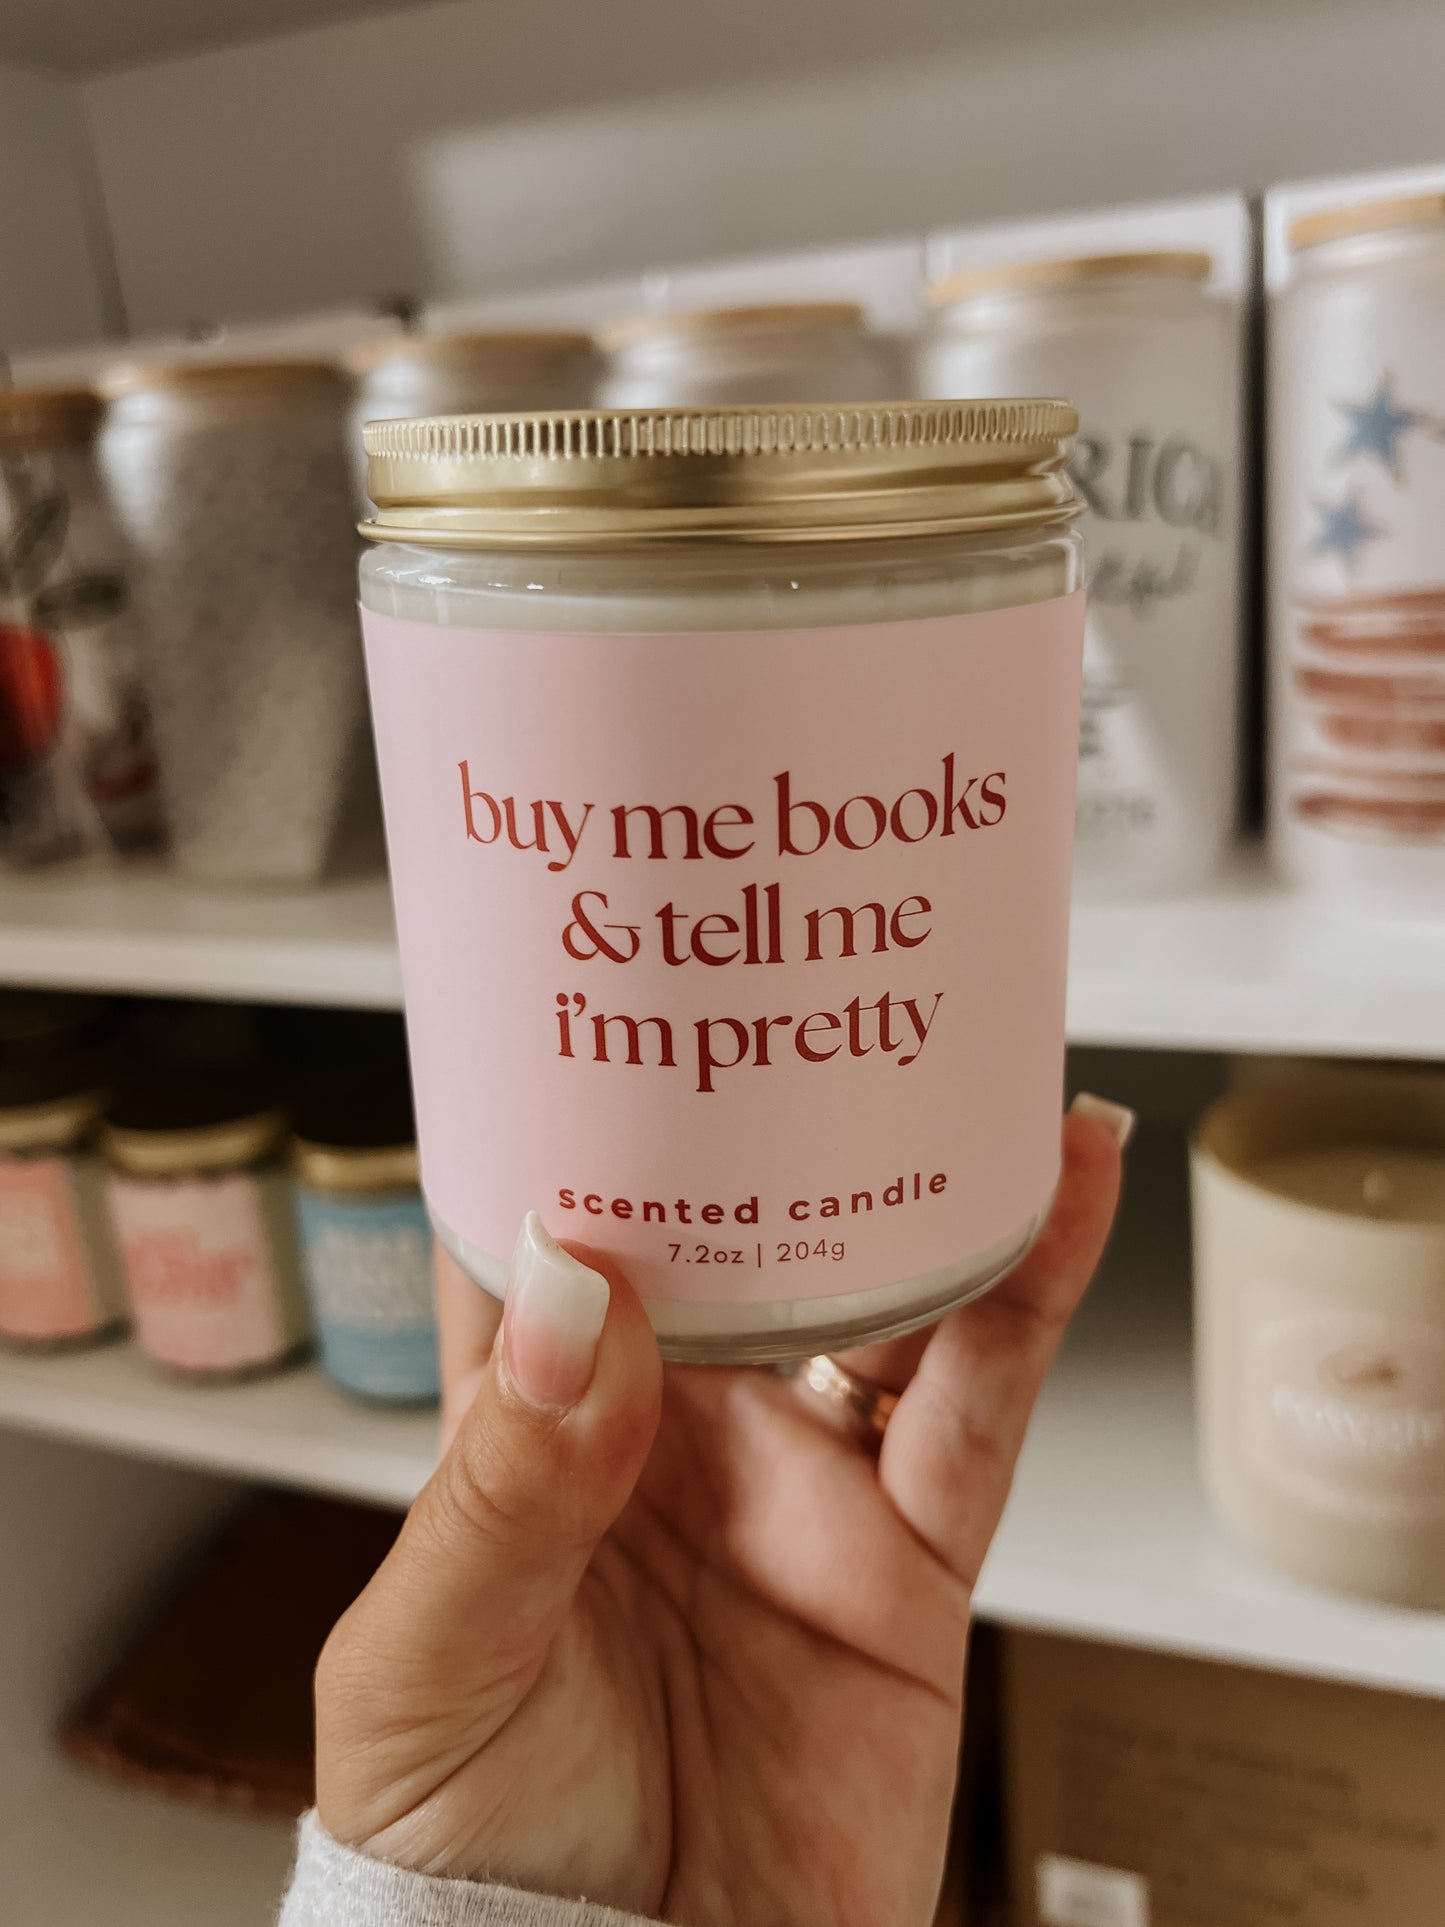 buy me books
& tell me
i'm pretty
scented candle
7.2oz | 204g